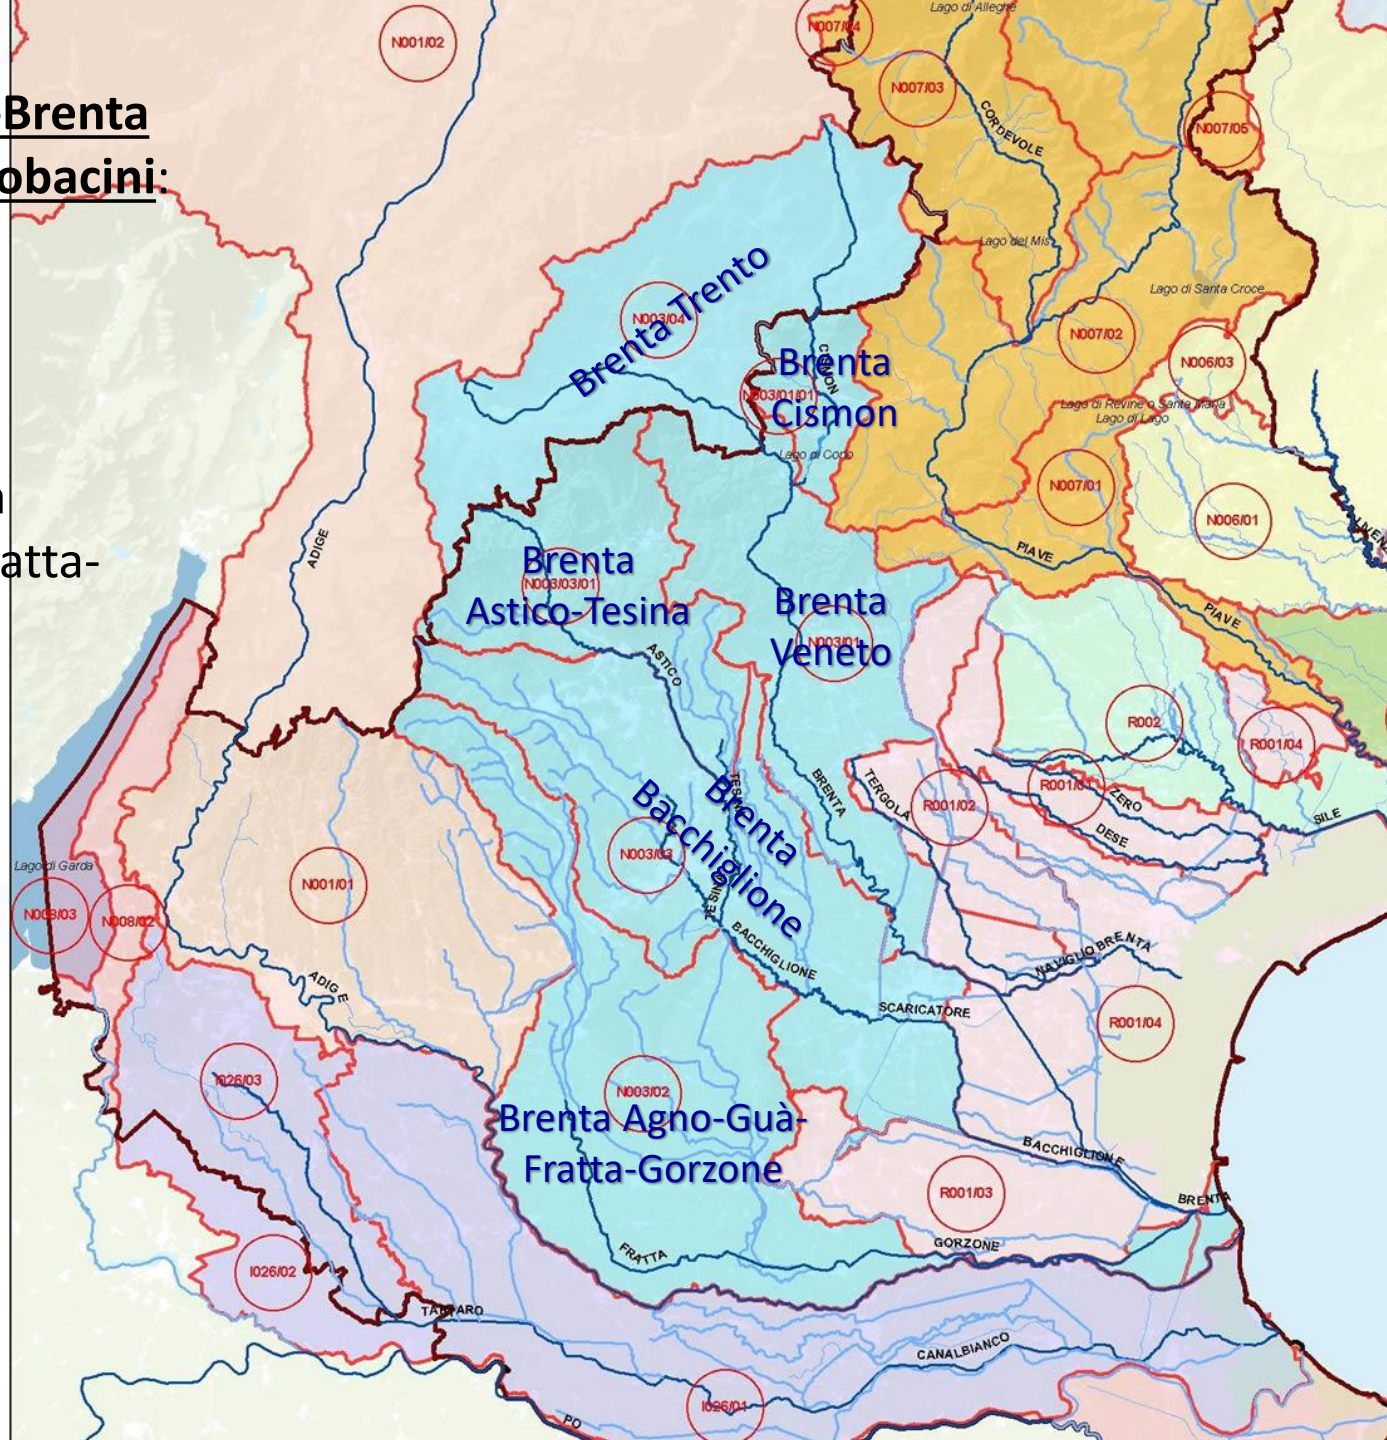 N001/02
N007/04
Lago di Alleghe
N007/03
-Brenta
CORDEVOLE
N007/05
obacini:
Lago del Mis
Lago di Santa Croce
Brenta Trento
N003/04
N007/02
CISMON
Brenta
N006/03
N003/01/01
Cismon
Lago di Revine o Santa Maria
Lago di Lago
Lago di Corlo
N007/01
N006/01
ADIGE
PIAVE
atta-
Brenta
N003/03/01
Astico-Tesina
Brenta
N003/01
Veneto
PIAVE
ASTICO
R002
R001/04
BRENTA
TERGOLA
R001/02
R001/01
ZERO
DESE
SILE
Brenta
Bacchiglione
N003/03
Lago di Garda
N001/01
N008/03
N008/02
BACCHIGLIONE
NAVIGLIO BRENTA
ADIGE
SCARICATORE
R001/04
I026/03
N003/02
Brenta Agno-Guà-
Fratta-Gorzone
BACCHIGLIONE
R001/03
BRENTA
FRATTA
GORZONE
I026/02
TARTARO
CANALBIANCO
I026/01
PO